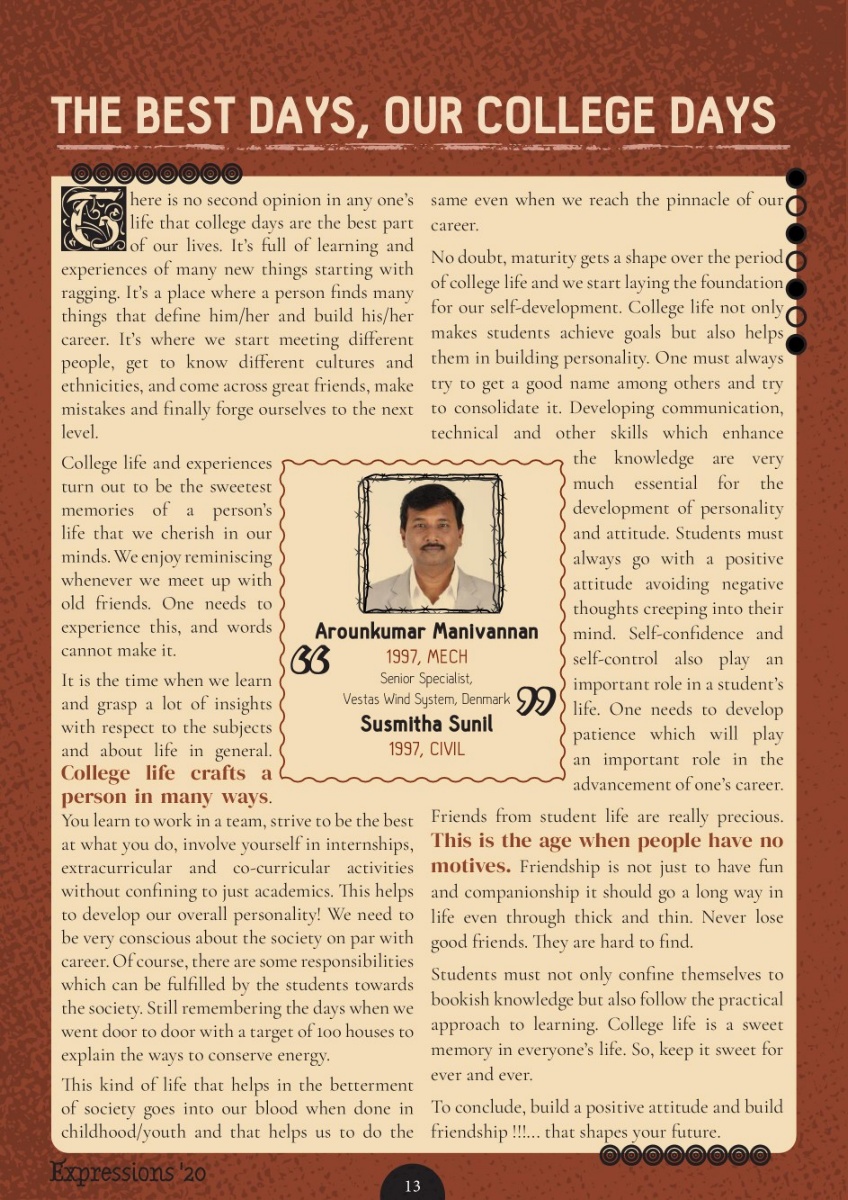 THE BEST DAYS, OUR COLLEGE DAYS
There is no second opinion in any one's
life that college days are the best part
of our lives. It's full of learning and
experiences of many new things starting with
ragging. It's a place where a person finds many
things that define him/her and build his/her
career. It's where we start meeting different
people, get to know different cultures and
ethnicities, and come across great friends, make
mistakes and finally forge ourselves to the next
level.
College life and experiences
turn out to be the sweetest
memories of a person's
life that we cherish in our
minds. We enjoy reminiscing
whenever we meet up with
old friends. One needs to
experience this, and words
cannot make it.
It is the time when we learn
and grasp a lot of insights
with respect to the subjects
and about life in general.
College life crafts a
person in many ways.
You learn to work in a team, strive to be the best
at what you do, involve yourself in internships,
extracurricular and co-curricular activities
without confining to just academics. This helps
to develop our overall personality! We need to
be very conscious about the society on par with
career. Of course, there are some responsibilities
which can be fulfilled by the students towards
the society. Still remembering the days when we
went door to door with a target of 100 houses to
explain the ways to conserve energy.
This kind of life that helps in the betterment
of society goes into our blood when done in
childhood/youth and that helps us to do the
same even when we reach the pinnacle of our
career.
No doubt, maturity gets a shape over the period
of college life and we start laying the foundation
for our self-development. College life not only
makes students achieve goals but also helps
them in building personality. One must always
try to get a good name among others and try
to consolidate it. Developing communication,
technical and other skills which enhance
the knowledge are very
much essential for the
development of personality
and attitude. Students must
always go with a positive
attitude avoiding negative
thoughts creeping into their
mind. Self-confidence and
self-control also play an
important role in a student's
life. One needs to develop
patience which will play
an important role in the
advancement of one's career.
Friends from student life are really precious.
This is the age when people have no
motives. Friendship is not just to have fun
and companionship it should go a long way in
life even through thick and thin. Never lose
good friends. They are hard to find.
Students must not only confine themselves to
bookish knowledge but also follow the practical
approach to learning. College life is a sweet
memory in everyone's life. So, keep it sweet for
ever and ever.
To conclude, build a positive attitude and build
friendship !!!... that shapes your future.
Arounkumar Manivannan
1997, MECH
Senior Specialist,
Vestas Wind System, Denmark
Susmitha Sunil
1997, CIVIL
Expressions '20
13